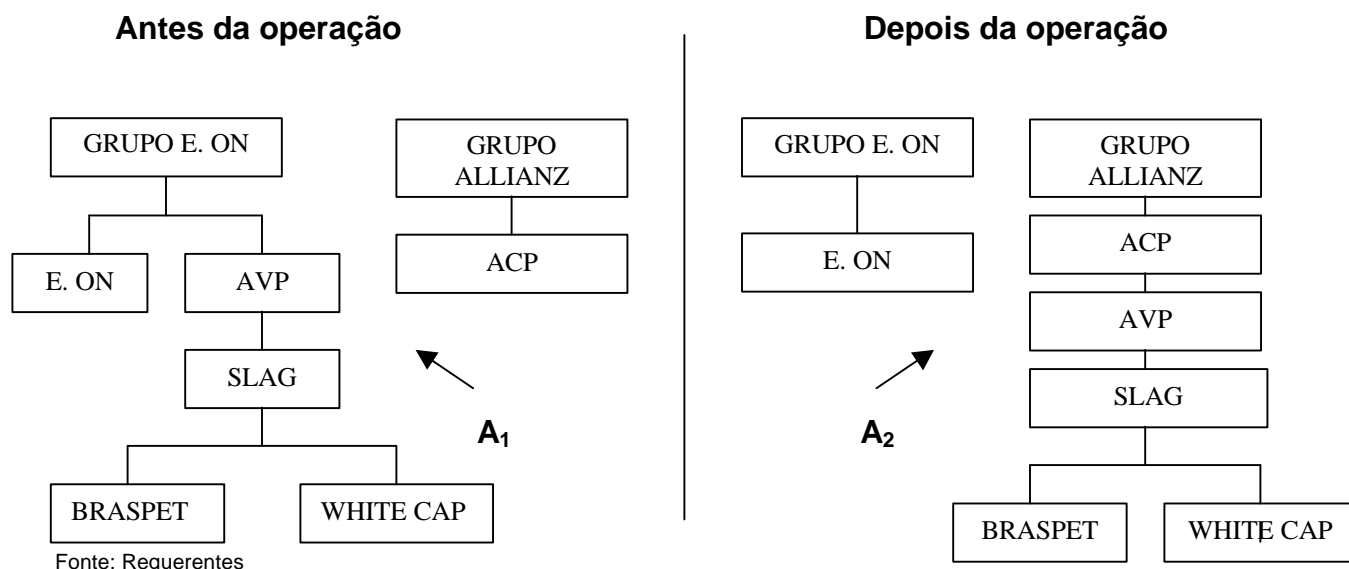 Antes da operação
GRUPO E. ON
GRUPO
ALLIANZ
E. ON
AVP
ACP
SLAG
A1
BRASPET
WHITE CAP
Fonte: Requerentes
Depois da operação
GRUPO E. ON
GRUPO
ALLIANZ
ACP
E. ON
AVP
SLAG
A2
BRASPET
WHITE CAP